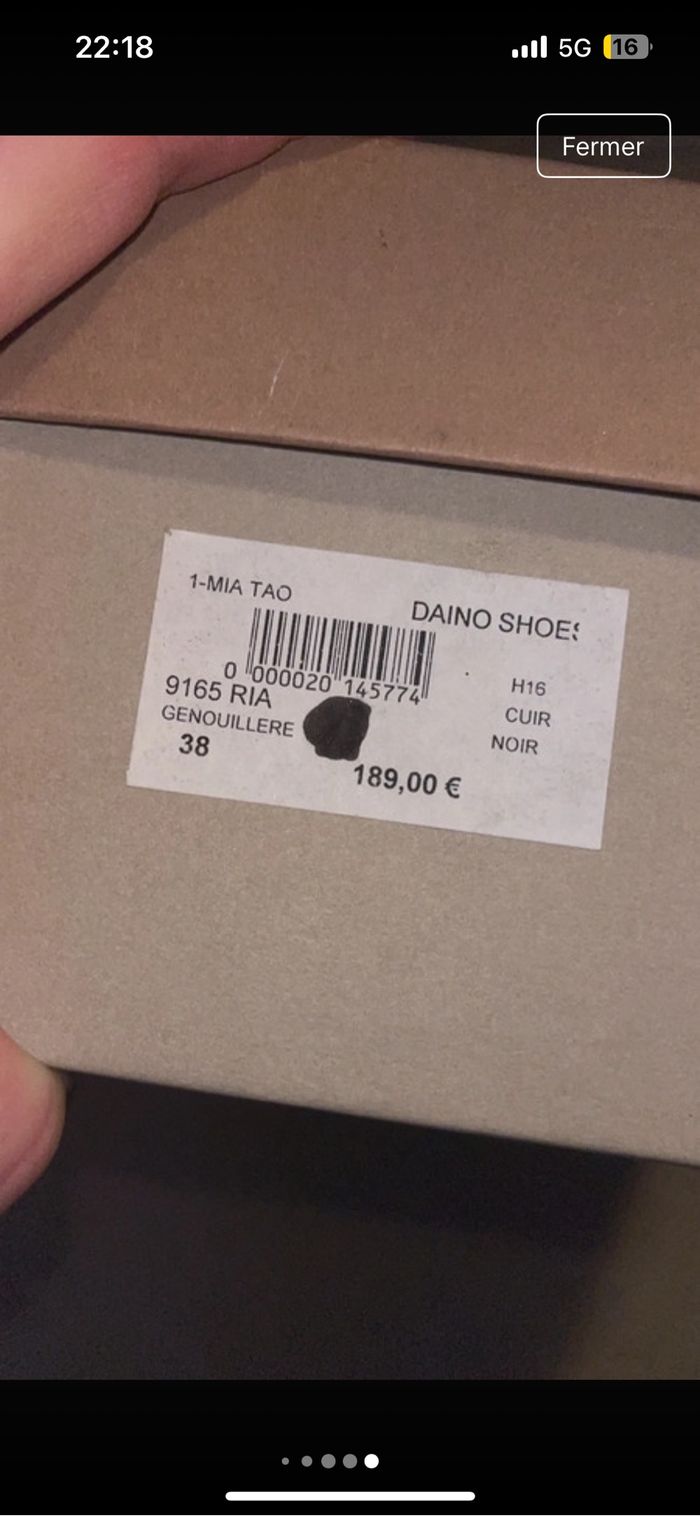 22:18 5G 16
Fermer
1-MIA TAO
DAINO SHOES
0 000020 145774
9165 RIA H16
GENOUILLERE CUIR
38 NOIR
189,00 €